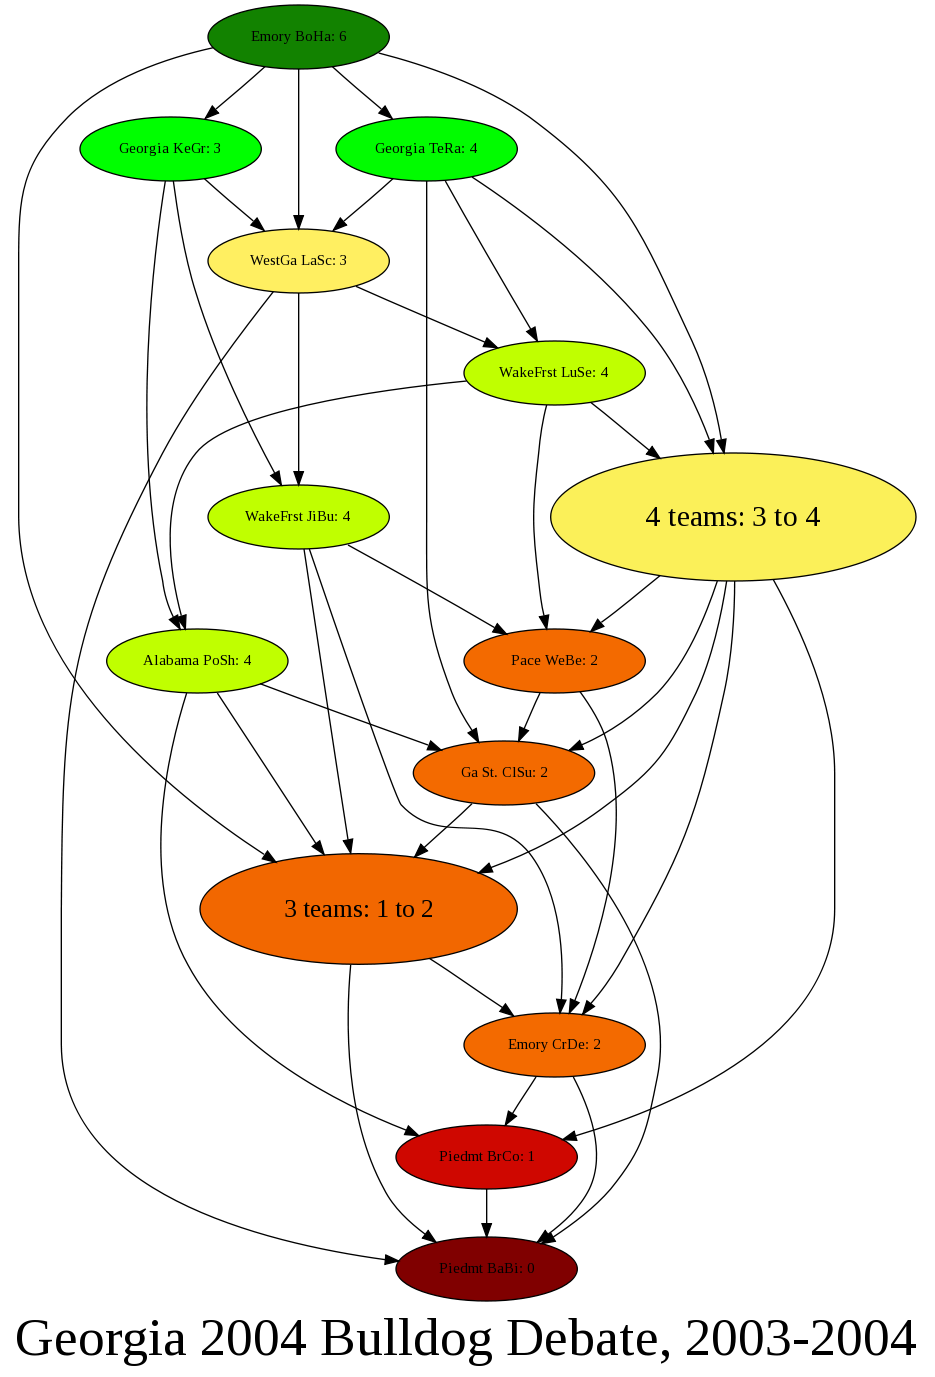 Emory BoHa: 6
Georgia KeGr: 3
Georgia TeRa: 4
WestGa LaSc: 3
WakeFrst LuSe: 4
WakeFrst JiBu: 4
4 teams: 3 to 4
Alabama PoSh: 4
Pace WeBe: 2
Ga St. ClSu: 2
3 teams: 1 to 2
Emory CrDe: 2
Piedmt BrCo: 1
Piedmt BaBi: 0
Georgia 2004 Bulldog Debate, 2003-2004